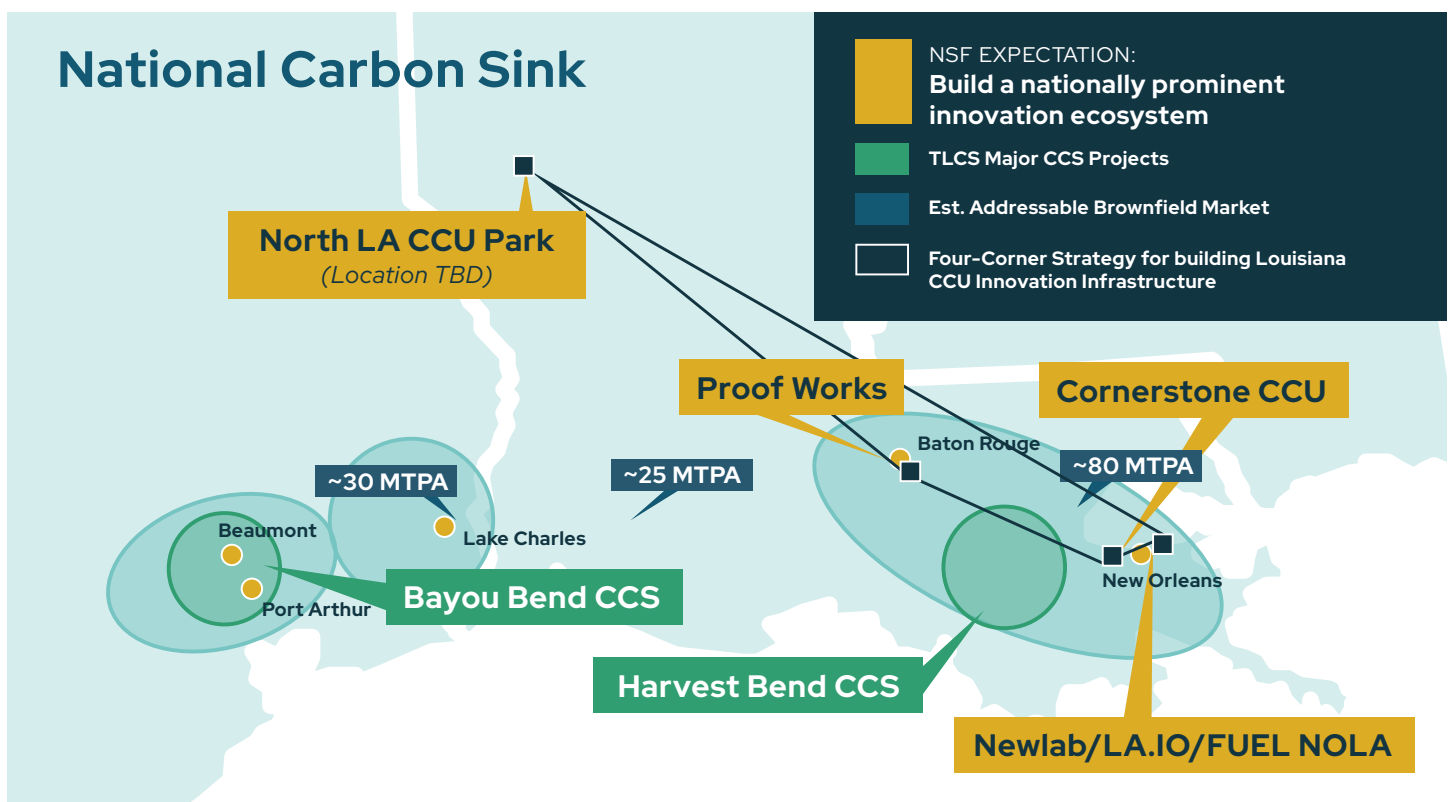 National Carbon Sink
NSF EXPECTATION:
Build a nationally prominent
innovation ecosystem
TLCS Major CCS Projects
Est. Addressable Brownfield Market
Four-Corner Strategy for building Louisiana
CCU Innovation Infrastructure
North LA CCU Park
(Location TBD)
Proof Works
Cornerstone CCU
Baton Rouge
~80 MTPA
~25 MTPA
~30 MTPA
Beaumont
Lake Charles
New Orleans
Port Arthur
Bayou Bend CCS
Harvest Bend CCS
Newlab/LA.IO/FUEL NOLA